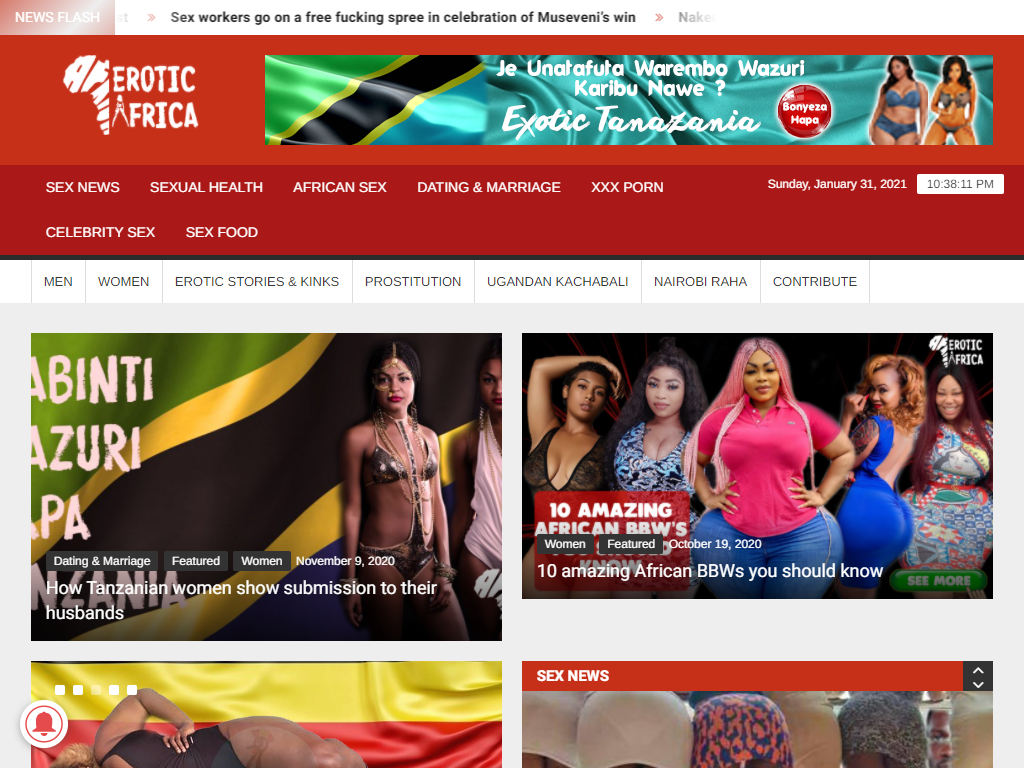 NEWS FLASH
Sex workers go on a free fucking spree in celebration of Museveni's win
EROTIC
AFRICA
Je Unatafuta Warembo Wazuri
Karibu Nawe ?
Exotic Tanazania
Bonyeza
Hapa
SEX NEWS
SEXUAL HEALTH
AFRICAN SEX
DATING & MARRIAGE
XXX PORN
Sunday, January 31, 2021
10:38:11 PM
CELEBRITY SEX
SEX FOOD
MEN
WOMEN
EROTIC STORIES & KINKS
PROSTITUTION
UGANDAN KACHABALI
NAIROBI RAHA
CONTRIBUTE
ABINTI
AZURI
APA
NZANIA
Dating & Marriage
Featured
Women
November 9, 2020
How Tanzanian women show submission to their
husbands
EROTIC
AFRICA
10 AMAZING
AFRICAN BBW'S
KNOW
Women
Featured
October 19, 2020
10 amazing African BBWs you should know
SEE MORE
SEX NEWS